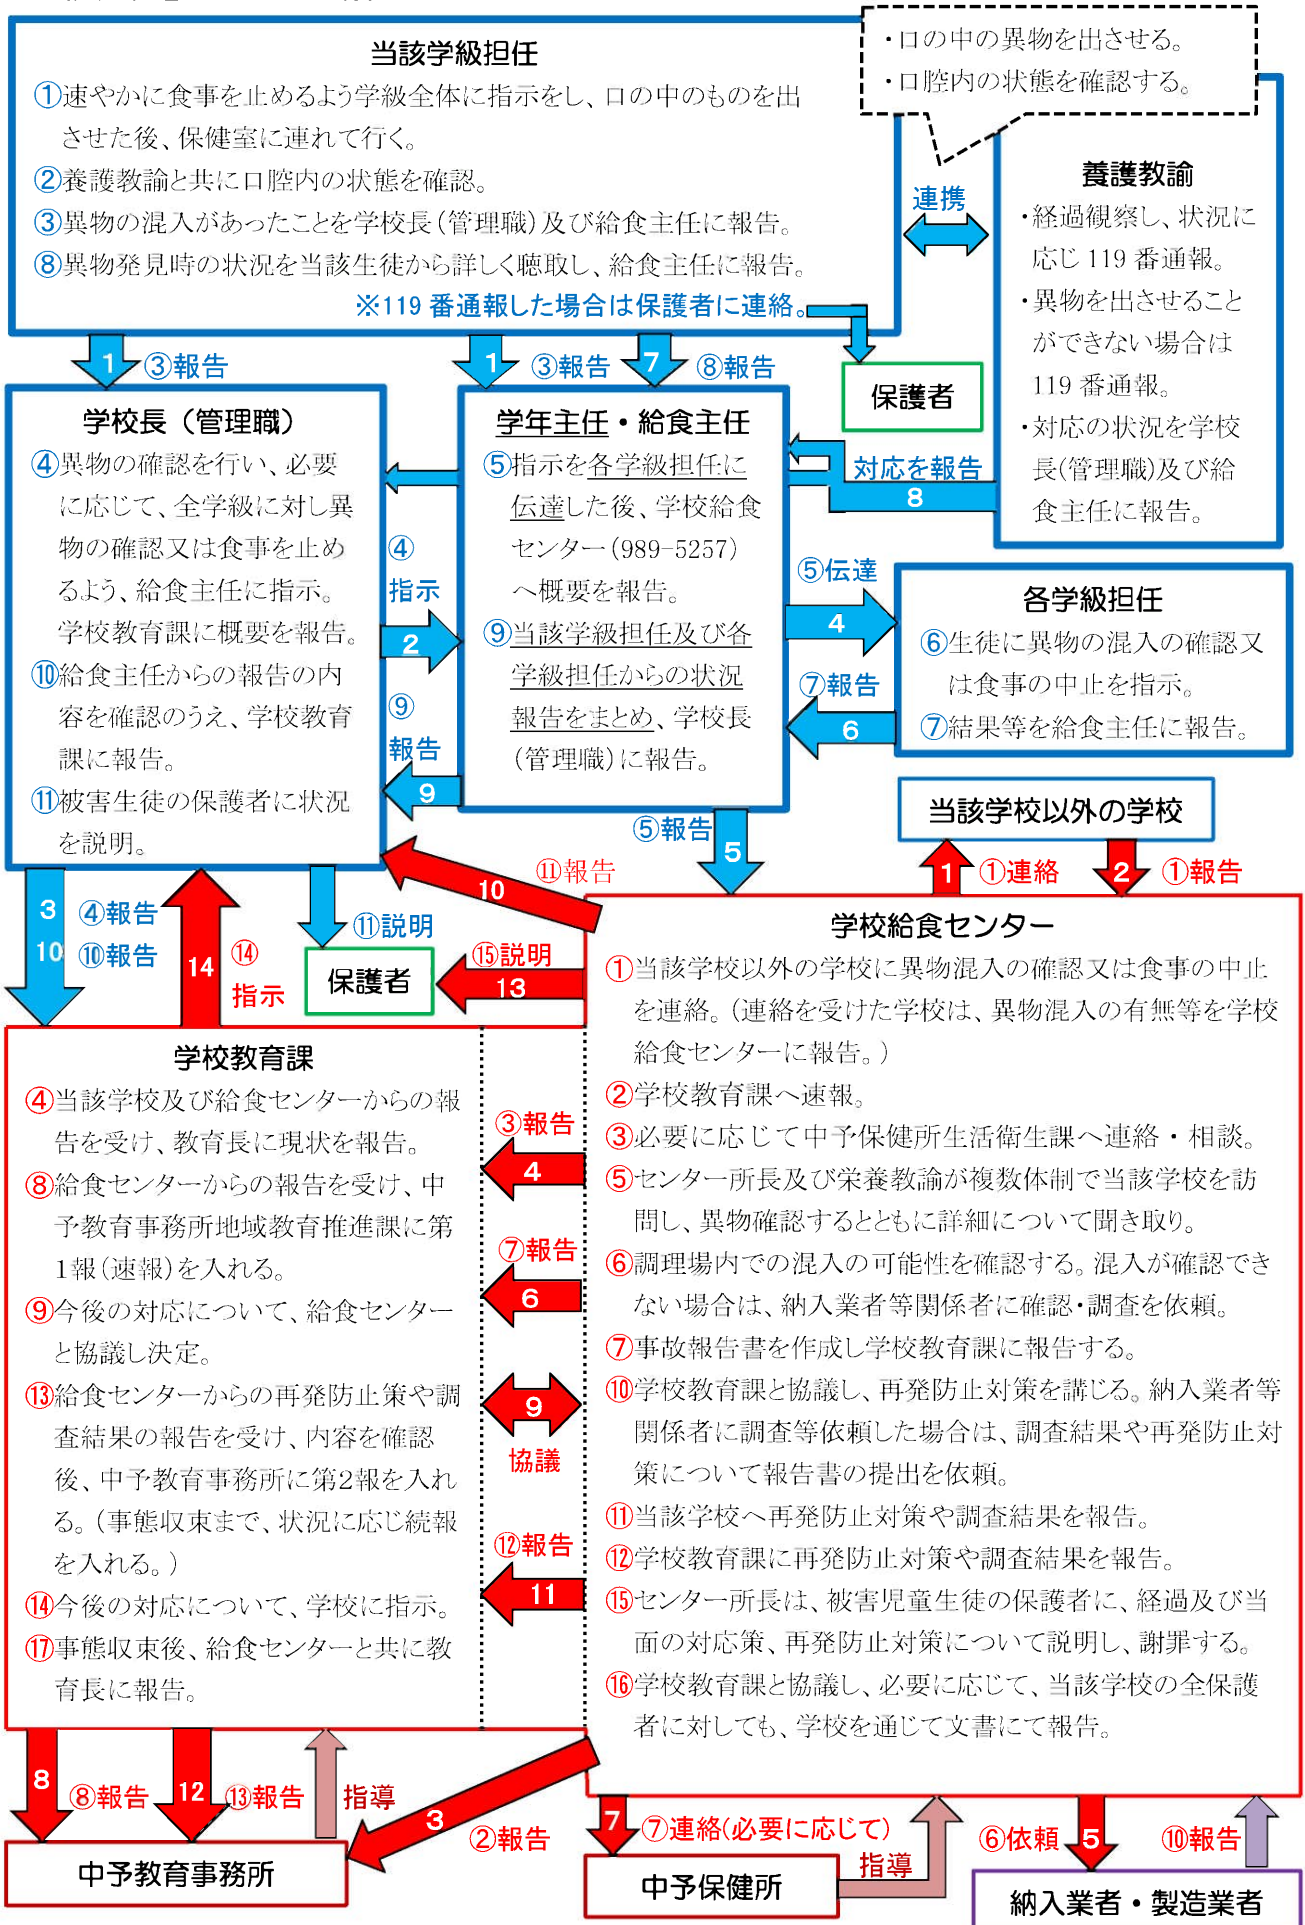 ・口の中の異物を出させる。
・口腔内の状態を確認する。
当該学級担任
①速やかに食事を止めるよう学級全体に指示をし、口の中のものを出
させた後、保健室に連れて行く。
②養護教諭と共に口腔内の状態を確認。
③異物の混入があったことを学校長（管理職）及び給食主任に報告。
⑧異物発見時の状況を当該生徒から詳しく聴取し、給食主任に報告。
※119 番通報した場合は保護者に連絡。
連携
養護教諭
・経過観察し、状況に
応じ 119 番通報。
・異物を出させること
ができない場合は
119 番通報。
・対応の状況を学校
長(管理職)及び給
食主任に報告。
1 ③報告
1 ③報告
7 ⑧報告
保護者
学校長（管理職）
④異物の確認を行い、必要
に応じて、全学級に対し異
物の確認又は食事を止め
るよう、給食主任に指示。
学校教育課に概要を報告。
⑩給食主任からの報告の内
容を確認のうえ、学校教育
課に報告。
⑪被害生徒の保護者に状況
を説明。
④
指示
2
⑨
報告
9
学年主任・給食主任
⑤指示を各学級担任に
伝達した後、学校給食
センター（989-5257）
へ概要を報告。
⑨当該学級担任及び各
学級担任からの状況
報告をまとめ、学校長
（管理職）に報告。
対応を報告
8
⑤伝達
4
⑦報告
6
各学級担任
⑥生徒に異物の混入の確認又
は食事の中止を指示。
⑦結果等を給食主任に報告。
当該学校以外の学校
⑤報告
5
1 ①連絡
2 ①報告
⑪報告
10
3 ④報告
10 ⑩報告
14
⑭
指示
⑪説明
保護者
⑮説明
13
学校給食センター
①当該学校以外の学校に異物混入の確認又は食事の中止
を連絡。（連絡を受けた学校は、異物混入の有無等を学校
給食センターに報告。）
②学校教育課へ速報。
③必要に応じて中予保健所生活衛生課へ連絡・相談。
⑤センター所長及び栄養教諭が複数体制で当該学校を訪
問し、異物確認するとともに詳細について聞き取り。
⑥調理場内での混入の可能性を確認する。混入が確認でき
ない場合は、納入業者等関係者に確認・調査を依頼。
⑦事故報告書を作成し学校教育課に報告する。
⑩学校教育課と協議し、再発防止対策を講じる。納入業者等
関係者に調査等依頼した場合は、調査結果や再発防止対
策について報告書の提出を依頼。
⑪当該学校へ再発防止対策や調査結果を報告。
⑫学校教育課に再発防止対策や調査結果を報告。
⑮センター所長は、被害児童生徒の保護者に、経過及び当
面の対応策、再発防止対策について説明し、謝罪する。
⑯学校教育課と協議し、必要に応じて、当該学校の全保護
者に対しても、学校を通じて文書にて報告。
学校教育課
④当該学校及び給食センターからの報
告を受け、教育長に現状を報告。
⑧給食センターからの報告を受け、中
予教育事務所地域教育推進課に第
1報（速報）を入れる。
⑨今後の対応について、給食センター
と協議し決定。
⑬給食センターからの再発防止策や調
査結果の報告を受け、内容を確認
後、中予教育事務所に第2報を入れ
る。（事態収束まで、状況に応じ続報
を入れる。）
⑭今後の対応について、学校に指示。
⑰事態収束後、給食センターと共に教
育長に報告。
③報告
4
⑦報告
6
9
協議
⑫報告
11
8 ⑧報告
12 ⑬報告
指導
3 ②報告
7 ⑦連絡(必要に応じて)
指導
⑥依頼 5
⑩報告
中予教育事務所
中予保健所
納入業者・製造業者